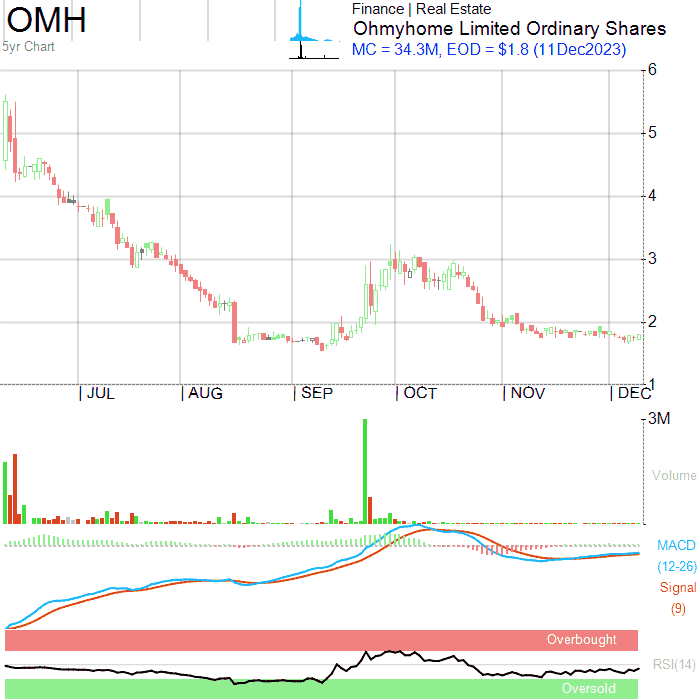 OMH
5yr Chart
Finance | Real Estate
Ohmyhome Limited Ordinary Shares
MC = 34.3M, EOD = $1.8 (11Dec2023)
6
5
4
3
2
1
JUL AUG SEP OCT NOV DEC
3M
Volume
MACD
(12-26)
Signal
(9)
Overbought
RSI(14)
Oversold